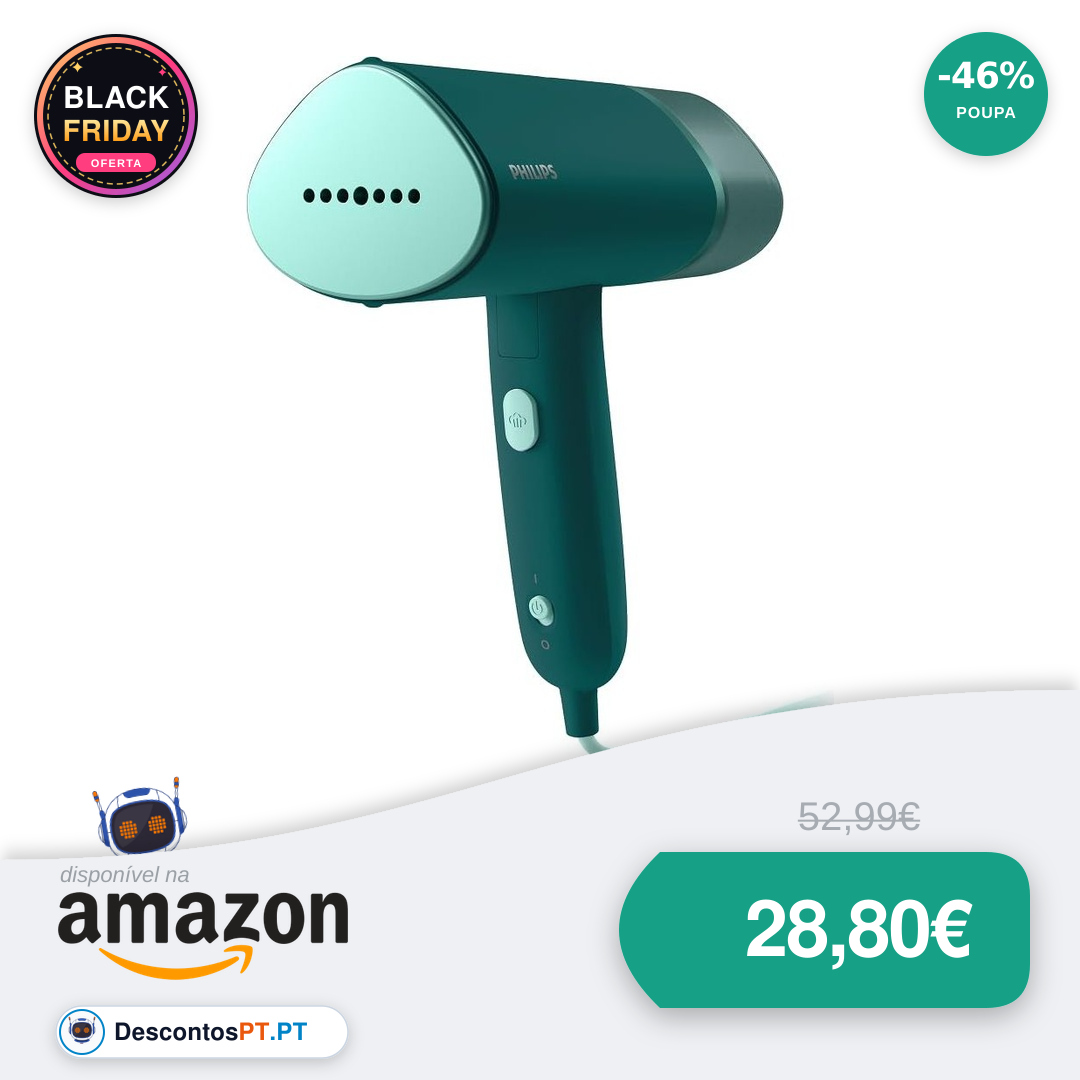 BLACK
FRIDAY
OFERTA
-46%
POUPA
PHILIPS
I
O
52,99€
disponível na
amazon
28,80€
DescontosPT.PT